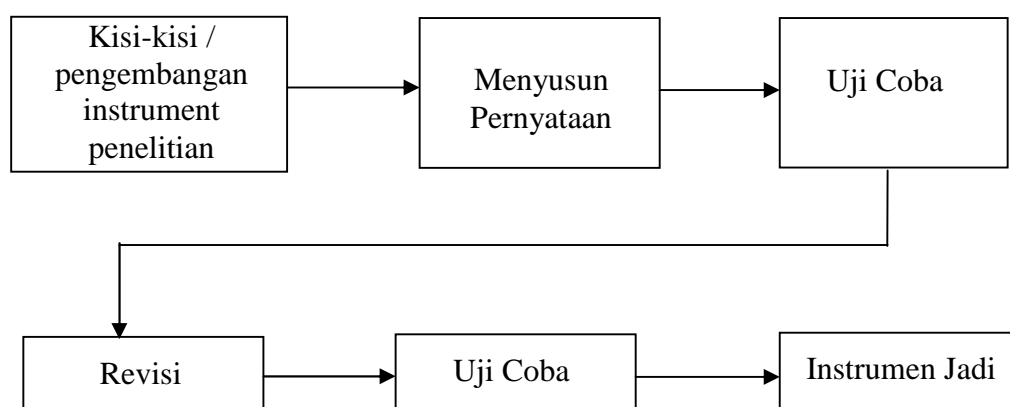 Kisi-kisi /
pengembangan
instrument
penelitian
Menyusun
Pernyataan
Uji Coba
Revisi
Uji Coba
Instrumen Jadi